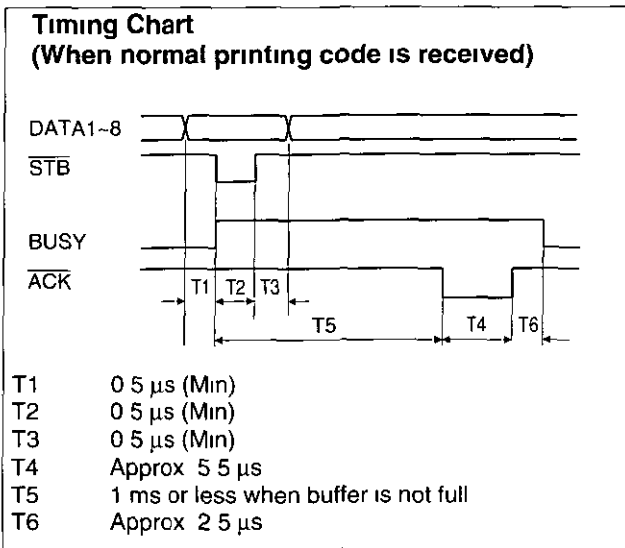 Timing Chart
(When normal printing code is received)
DATA1~8
STB
BUSY
ACK
T1 T2 T3
T5 T4 T6
T1 0 5 μs (Min)
T2 0 5 μs (Min)
T3 0 5 μs (Min)
T4 Approx 5 5 μs
T5 1 ms or less when buffer is not full
T6 Approx 2 5 μs